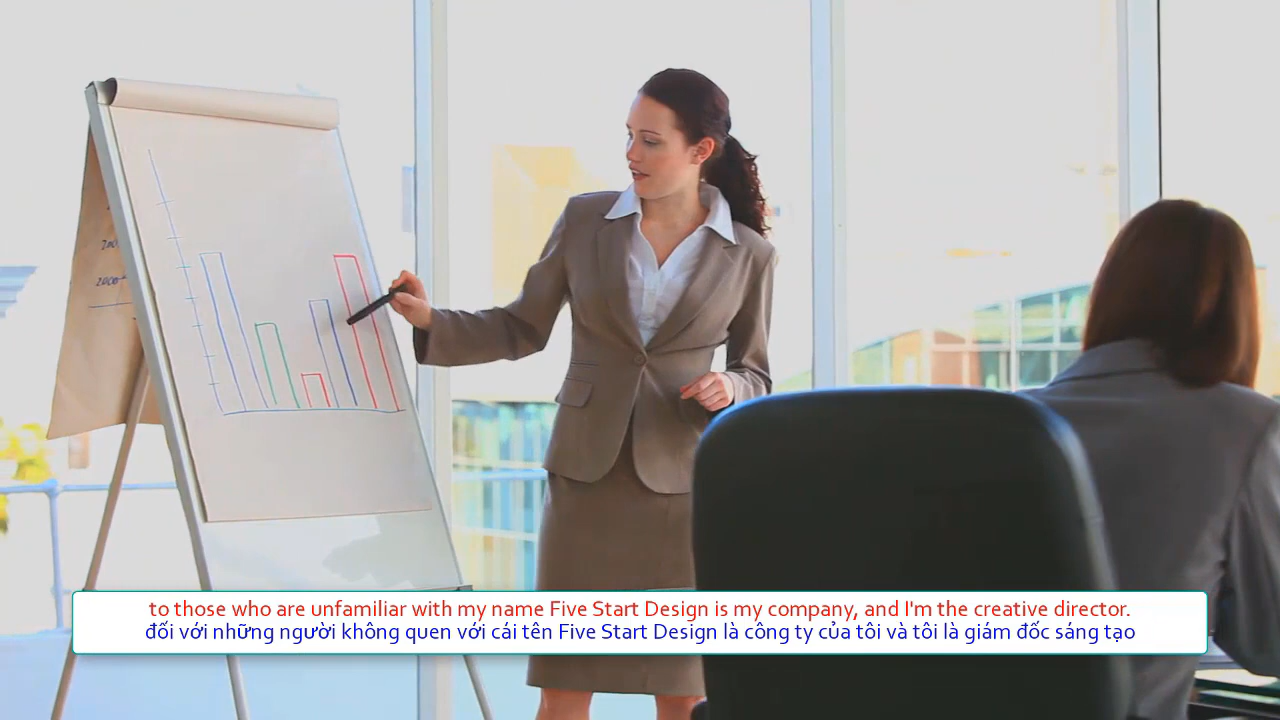 2000
to those who are unfamiliar with my name Five Start Design is my company, and I'm the creative director.
đối với những người không quen với cái tên Five Start Design là công ty của tôi và tôi là giám đốc sáng tạo